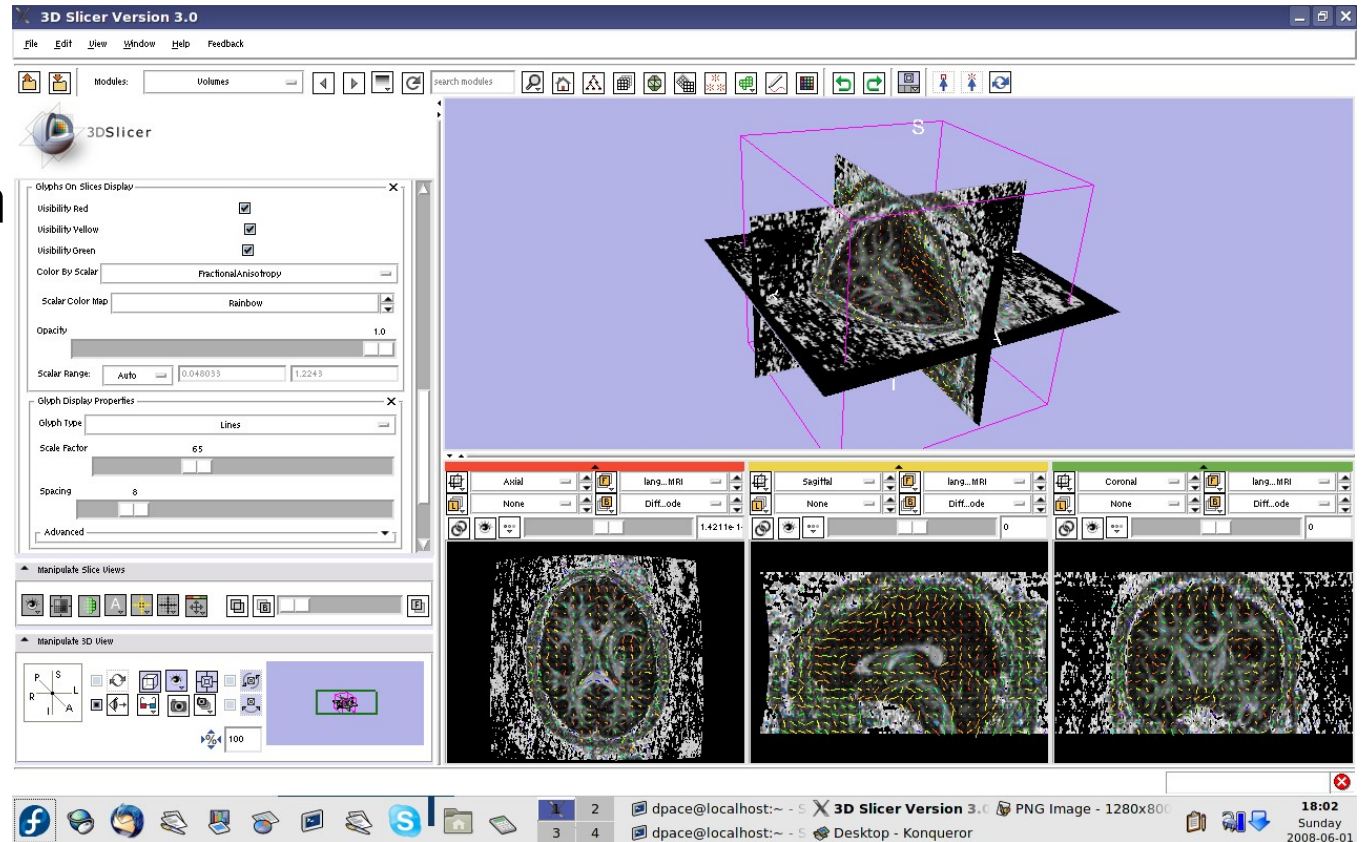 3D Slicer Version 3.0
File Edit View Window Help Feedback
Modules: Volumes search modules
3DSlicer
Glyphs On Slices Display
Visibility Red
Visibility Yellow
Visibility Green
Color By Scalar FractionalAnisotropy
Scalar Color Map Rainbow
Opacity 1.0
Scalar Range: Auto 0.048033 1.2243
Glyph Display Properties
Glyph Type Lines
Scale Factor 65
Spacing 8
Advanced
Manipulate Slice Views
Manipulate 3D View
P S
R L
I A
% 100
S
A
I
Axial F lang...MRI
L None B Diff...ode
1.4211e-1
Sagittal F lang...MRI
L None B Diff...ode
0
Coronal F lang...MRI
L None B Diff...ode
0
1 2 dpace@localhost:~ - S 3D Slicer Version 3.0 PNG Image - 1280x800
3 4 dpace@localhost:~ - S Desktop - Konqueror
18:02
Sunday
2008-06-01